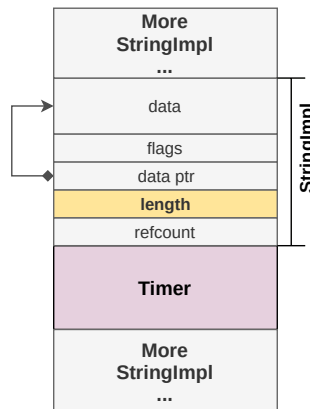 More
StringImpl
...
data
flags
data ptr
length
refcount
StringImpl
Timer
More
StringImpl
...